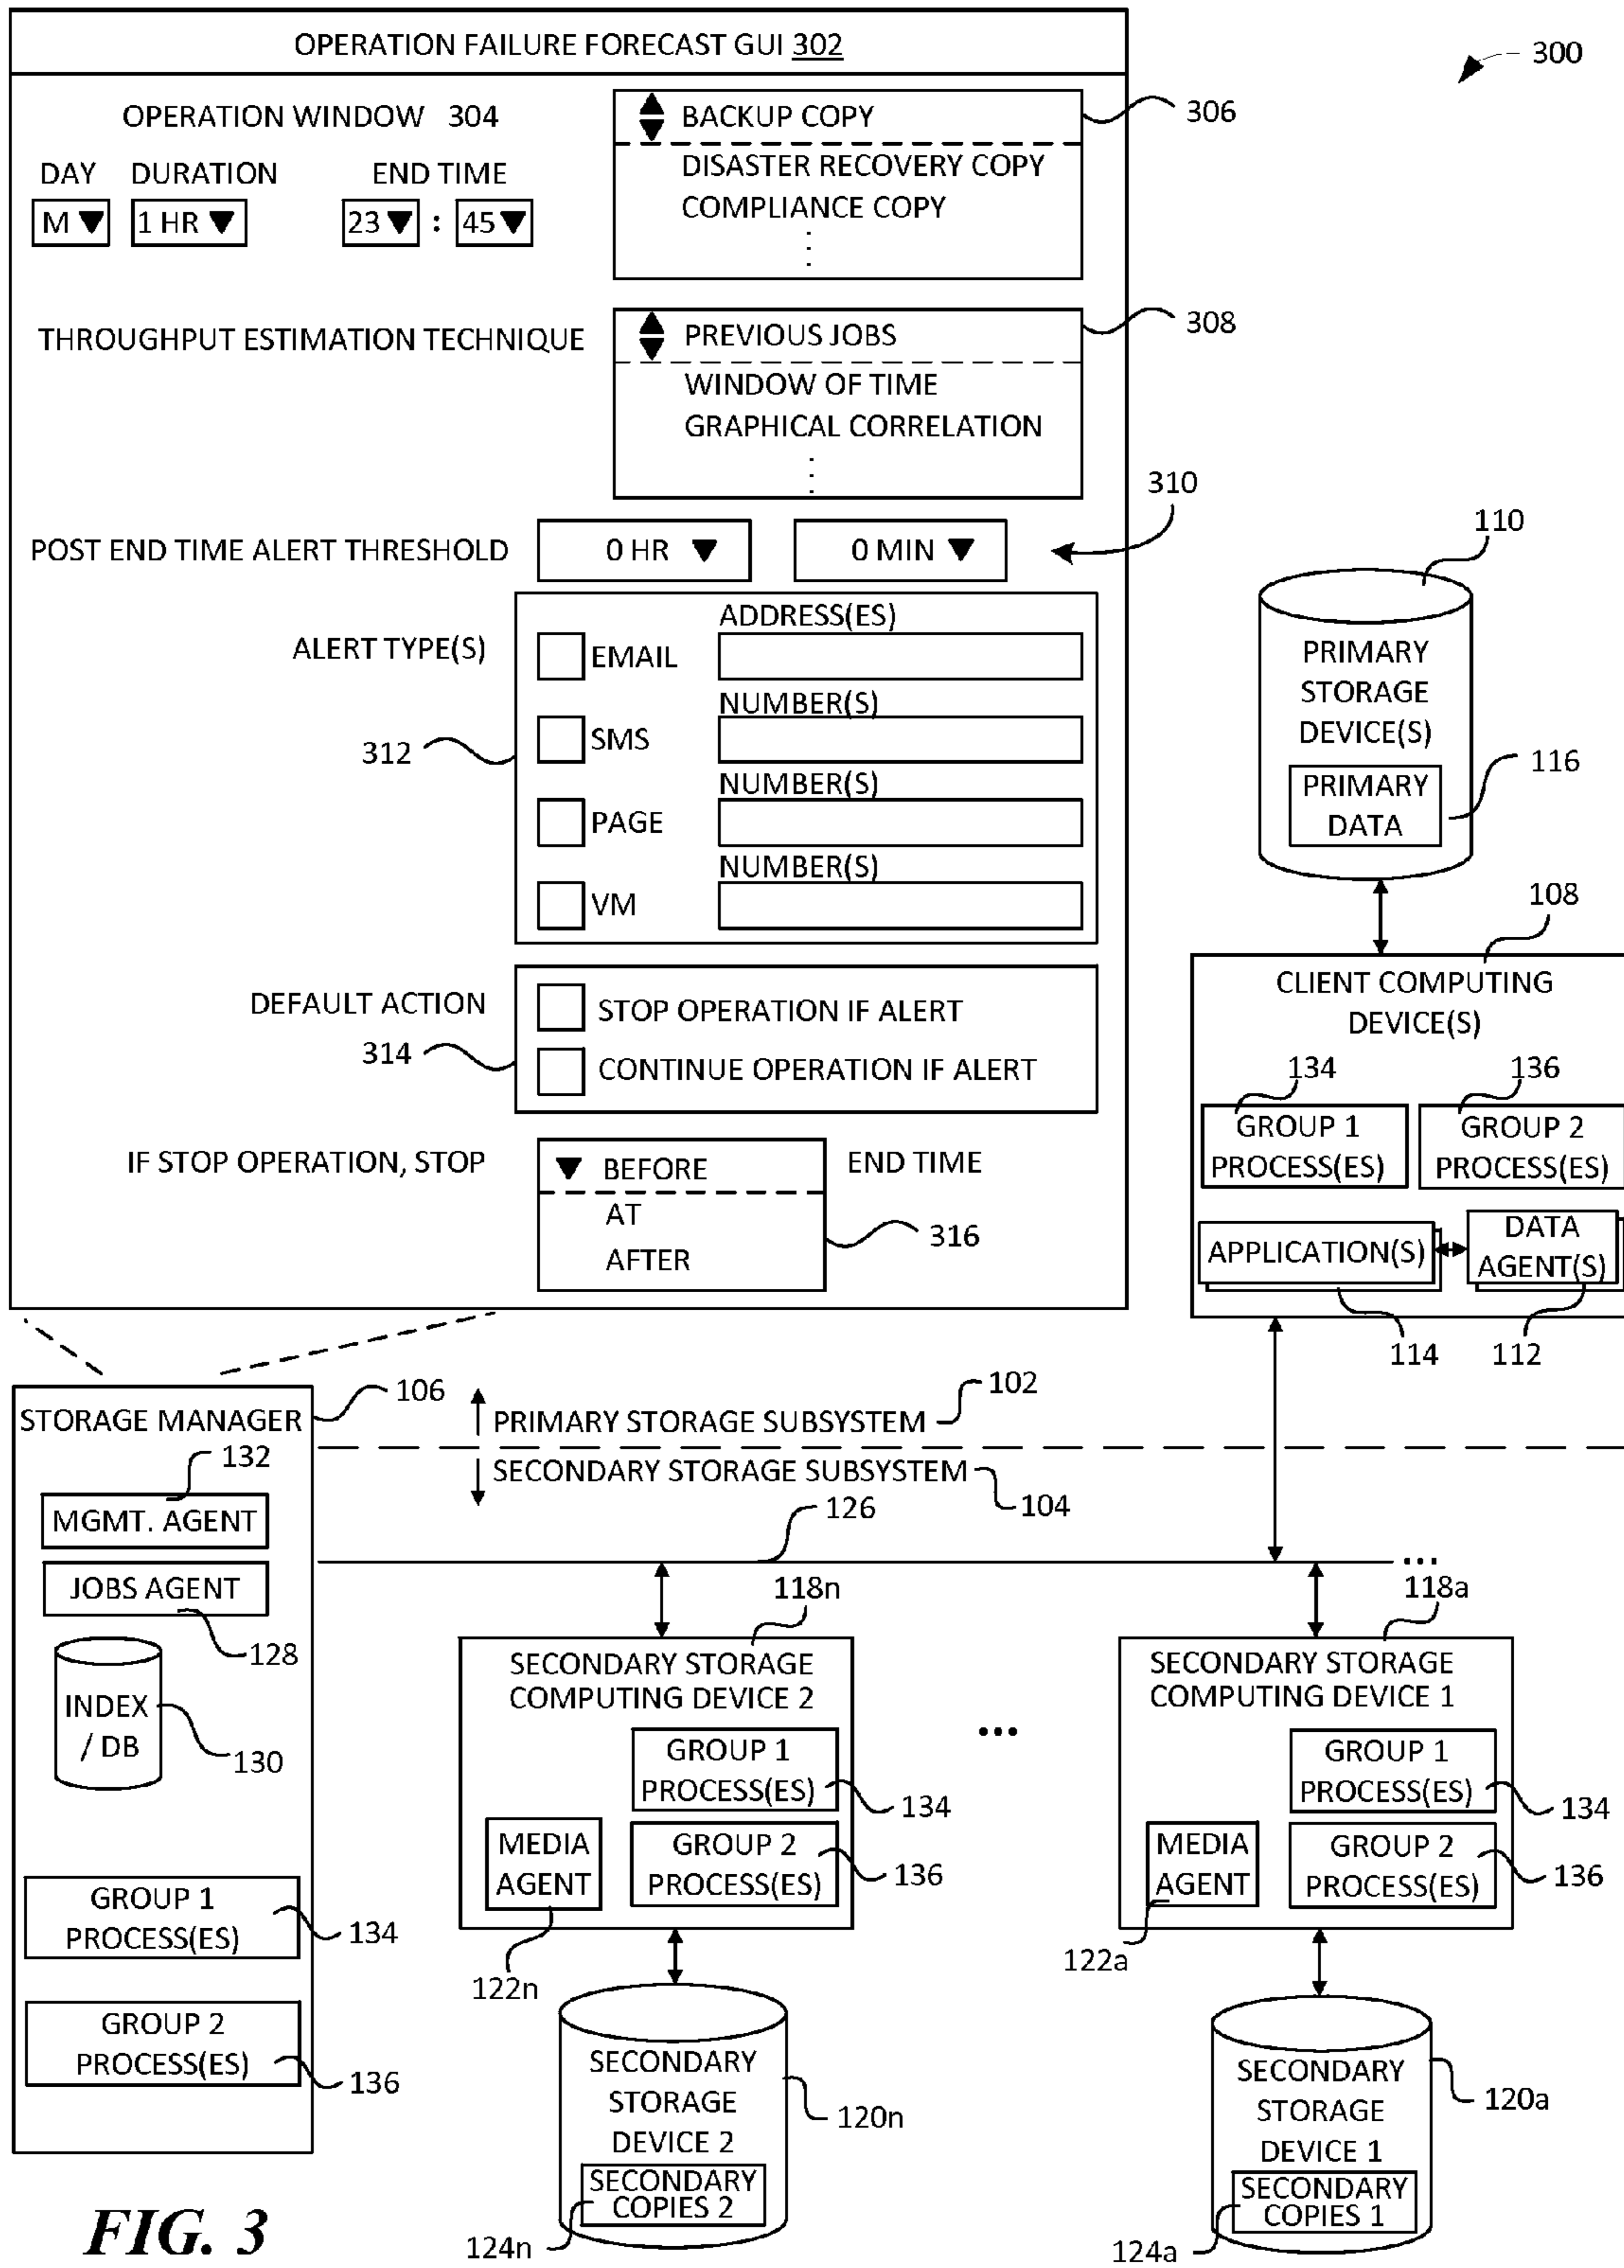 OPERATION FAILURE FORECAST GUI 302
300
OPERATION WINDOW 304
DAY DURATION END TIME
M 1 HR 23 : 45
BACKUP COPY
DISASTER RECOVERY COPY
COMPLIANCE COPY
306
THROUGHPUT ESTIMATION TECHNIQUE
PREVIOUS JOBS
WINDOW OF TIME
GRAPHICAL CORRELATION
308
POST END TIME ALERT THRESHOLD 0 HR 0 MIN
310
ALERT TYPE(S)
312
ADDRESS(ES)
EMAIL
NUMBER(S)
SMS
NUMBER(S)
PAGE
NUMBER(S)
VM
DEFAULT ACTION
314
STOP OPERATION IF ALERT
CONTINUE OPERATION IF ALERT
IF STOP OPERATION, STOP
BEFORE
AT
AFTER
END TIME
316
110
PRIMARY
STORAGE
DEVICE(S)
PRIMARY
DATA
116
108
CLIENT COMPUTING
DEVICE(S)
134
GROUP 1
PROCESS(ES)
136
GROUP 2
PROCESS(ES)
APPLICATION(S)
DATA
AGENT(S)
114
112
106
STORAGE MANAGER
132
MGMT. AGENT
JOBS AGENT
128
INDEX
/ DB
130
GROUP 1
PROCESS(ES)
134
GROUP 2
PROCESS(ES)
136
PRIMARY STORAGE SUBSYSTEM
102
SECONDARY STORAGE SUBSYSTEM
104
126
...
118n
SECONDARY STORAGE
COMPUTING DEVICE 2
GROUP 1
PROCESS(ES)
134
MEDIA
AGENT
GROUP 2
PROCESS(ES)
136
122n
SECONDARY
STORAGE
DEVICE 2
120n
SECONDARY
COPIES 2
124n
...
118a
SECONDARY STORAGE
COMPUTING DEVICE 1
GROUP 1
PROCESS(ES)
134
MEDIA
AGENT
GROUP 2
PROCESS(ES)
136
122a
SECONDARY
STORAGE
DEVICE 1
120a
SECONDARY
COPIES 1
124a
FIG. 3